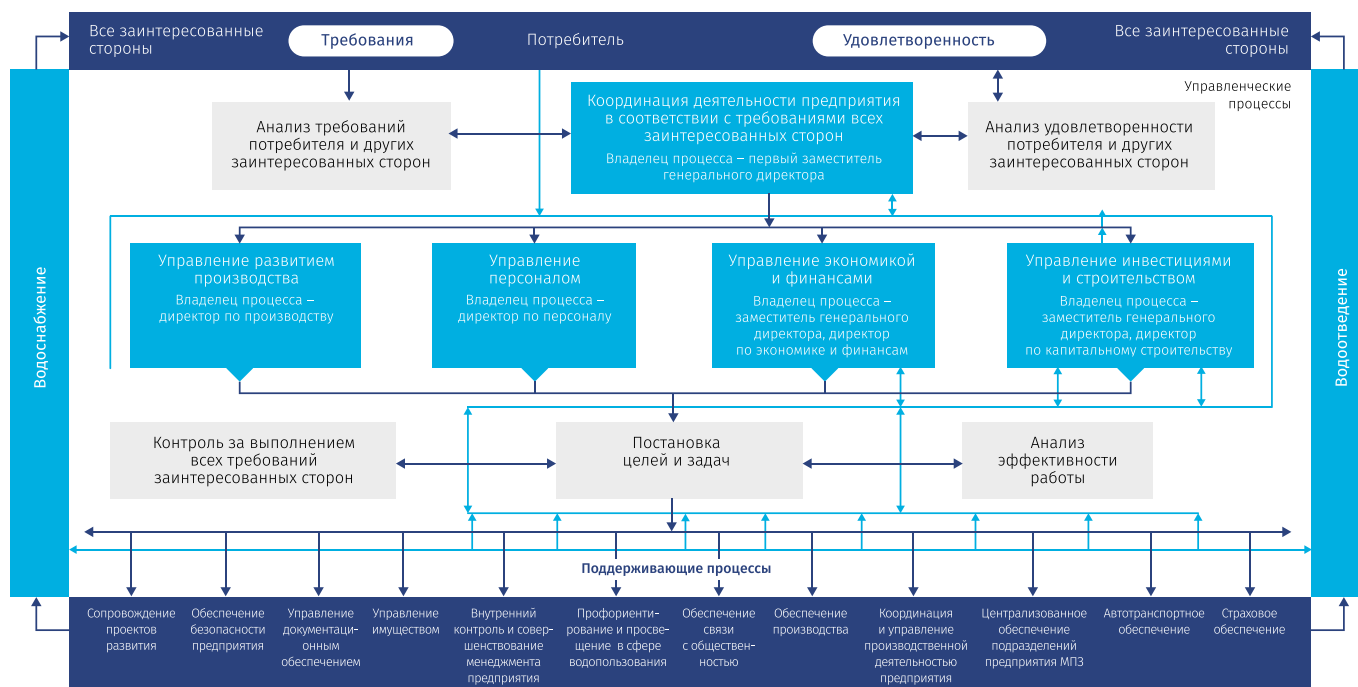 Все заинтересованные
стороны
Требования
Потребитель
Удовлетворенность
Все заинтересованные
стороны
Управленческие
процессы
Анализ требований
потребителя и других
заинтересованных сторон
Координация деятельности предприятия
в соответствии с требованиями всех
заинтересованных сторон
Владелец процесса – первый заместитель
генерального директора
Анализ удовлетворенности
потребителя и других
заинтересованных сторон
Водоснабжение
Управление развитием
производства
Владелец процесса –
директор по производству
Управление
персоналом
Владелец процесса –
директор по персоналу
Управление экономикой
и финансами
Владелец процесса –
заместитель генерального
директора, директор
по экономике и финансам
Управление инвестициями
и строительством
Владелец процесса –
заместитель генерального
директора, директор
по капитальному строительству
Водоотведение
Контроль за выполнением
всех требований
заинтересованных сторон
Постановка
целей и задач
Анализ
эффективности
работы
Поддерживающие процессы
Сопровождение
проектов
развития
Обеспечение
безопасности
предприятия
Управление
документаци-
онным
обеспечением
Управление
имуществом
Внутренний
контроль и совер-
шенствование
менеджмента
предприятия
Профориенти-
рование и просве-
щение в сфере
водопользования
Обеспечение
связи
с обществен-
ностью
Обеспечение
производства
Координация
и управление
производственной
деятельностью
предприятия
Централизованное
обеспечение
подразделений
предприятия МПЗ
Автотранспортное
обеспечение
Страховое
обеспечение